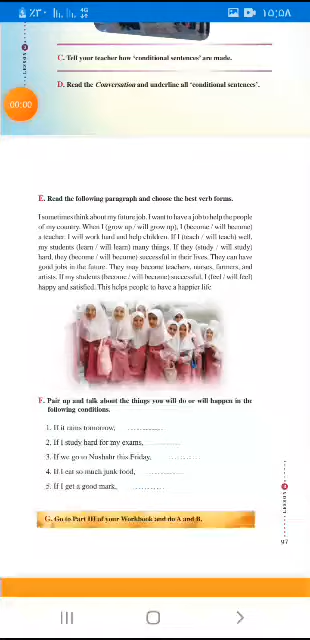 ٪۳۰ 4G ۱۵:۵۸
LESSON 3
C. Tell your teacher how 'conditional sentences' are made.
D. Read the Conversation and underline all 'conditional sentences'.
00:00
E. Read the following paragraph and choose the best verb forms.
I sometimes think about my future job. I want to have a job to help the people
of my country. When I (grow up / will grow up), I (become / will become)
a teacher. I will work hard and help children. If I (teach / will teach) well,
my students (learn / will learn) many things. If they (study / will study)
hard, they (become / will become) successful in their lives. They can have
good jobs in the future. They may become teachers, nurses, farmers, and
artists. If my students (become / will become) successful, I (feel / will feel)
happy and satisfied. This helps people to have a happier life.
F. Pair up and talk about the things you will do or will happen in the
following conditions.
1. If it rains tomorrow, ..............
2. If I study hard for my exams, .............
3. If we go to Noshahr this Friday, ............
4. If I eat so much junk food, ..............
5. If I get a good mark, .............
G. Go to Part III of your Workbook and do A and B.
LESSON 3
97